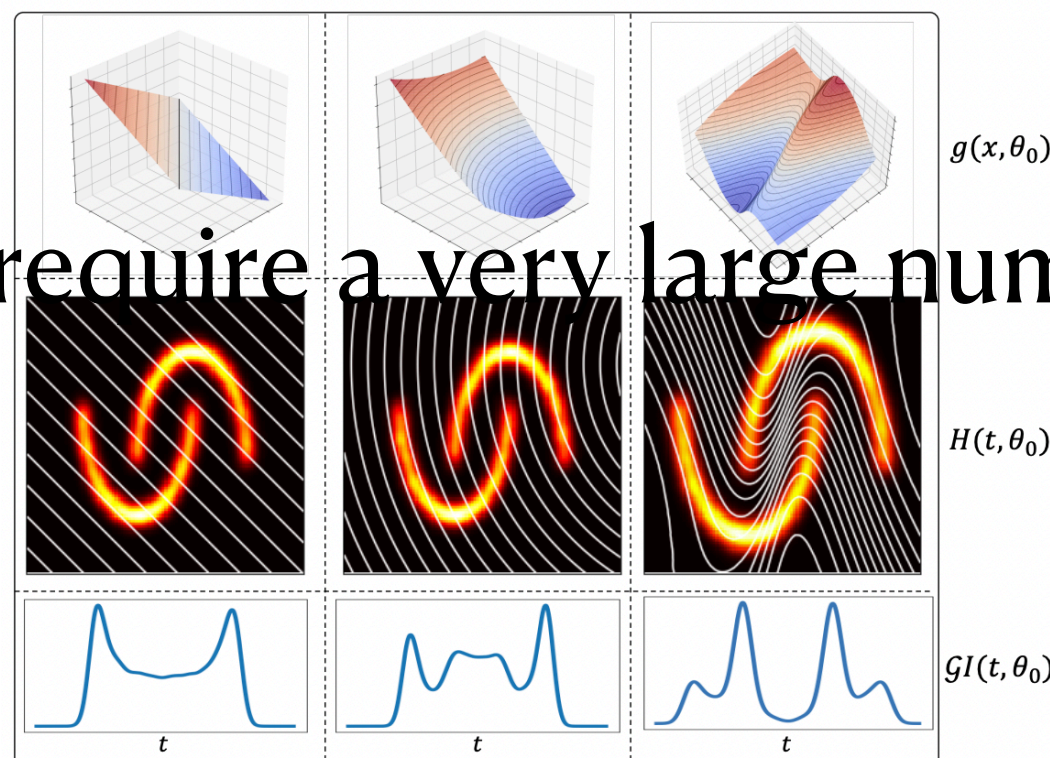 g(x,θ₀)
require a very large num
H(t,θ₀)
𝒢I(t,θ₀)
t
t
t